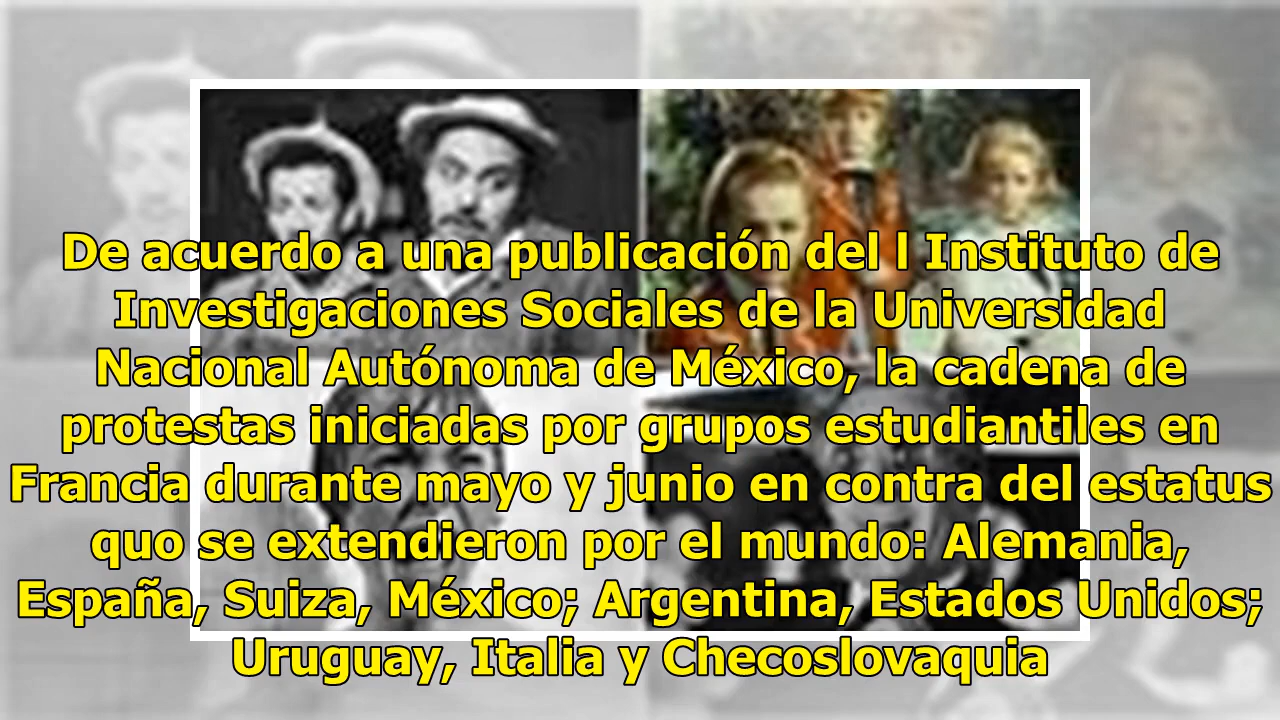 De acuerdo a una publicación del l Instituto de
Investigaciones Sociales de la Universidad
Nacional Autónoma de México, la cadena de
protestas iniciadas por grupos estudiantiles en
Francia durante mayo y junio en contra del estatus
quo se extendieron por el mundo: Alemania,
España, Suiza, México; Argentina, Estados Unidos;
Uruguay, Italia y Checoslovaquia